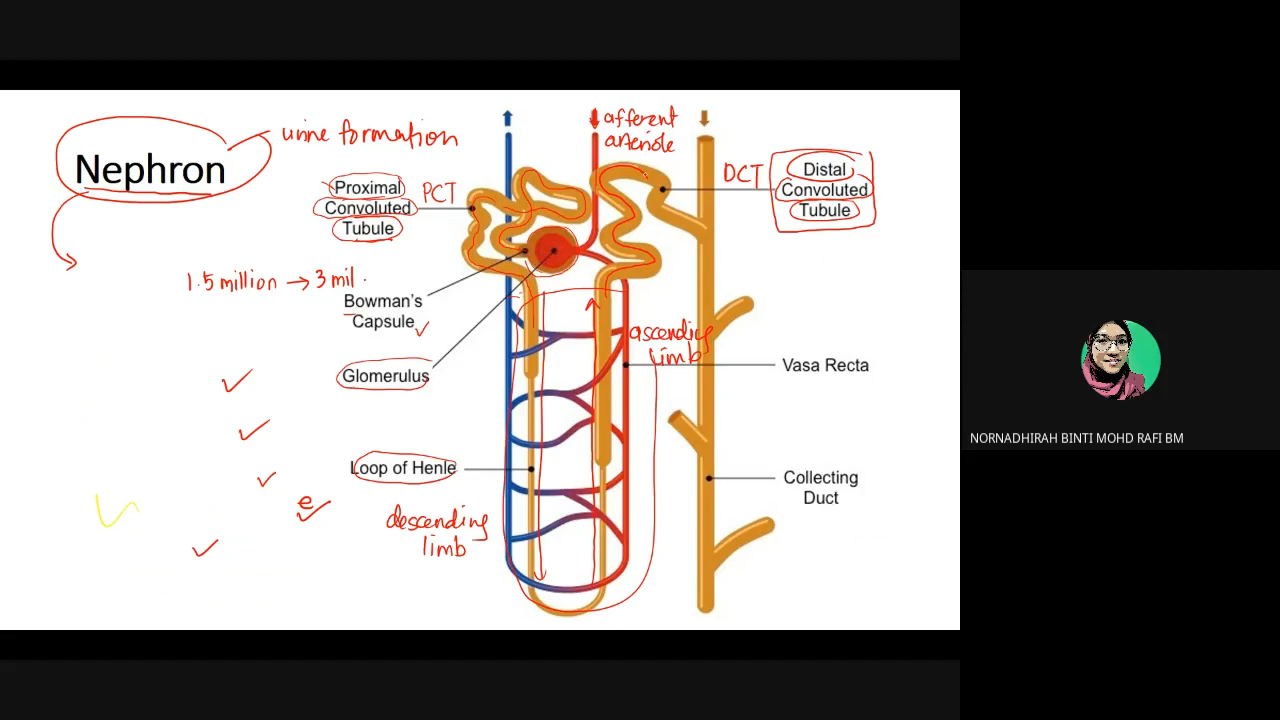 urine formation
Nephron
afferent
arteriole
Proximal
Convoluted
Tubule
PCT
DCT
Distal
Convoluted
Tubule
1.5 million → 3 mil.
Bowman's
Capsule ✓
ascending
limb
Glomerulus
Vasa Recta
Loop of Henle
Collecting
Duct
e
descending
limb
NORNADHIRAH BINTI MOHD RAFI BM